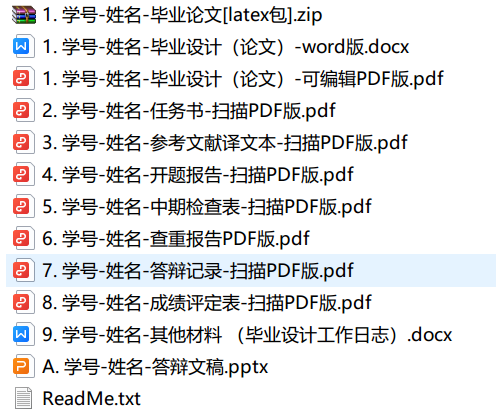 1. 学号-姓名-毕业论文[latex包].zip
1. 学号-姓名-毕业设计（论文）-word版.docx
1. 学号-姓名-毕业设计（论文）-可编辑PDF版.pdf
2. 学号-姓名-任务书-扫描PDF版.pdf
3. 学号-姓名-参考文献译文本-扫描PDF版.pdf
4. 学号-姓名-开题报告-扫描PDF版.pdf
5. 学号-姓名-中期检查表-扫描PDF版.pdf
6. 学号-姓名-查重报告PDF版.pdf
7. 学号-姓名-答辩记录-扫描PDF版.pdf
8. 学号-姓名-成绩评定表-扫描PDF版.pdf
9. 学号-姓名-其他材料 （毕业设计工作日志）.docx
A. 学号-姓名-答辩文稿.pptx
ReadMe.txt